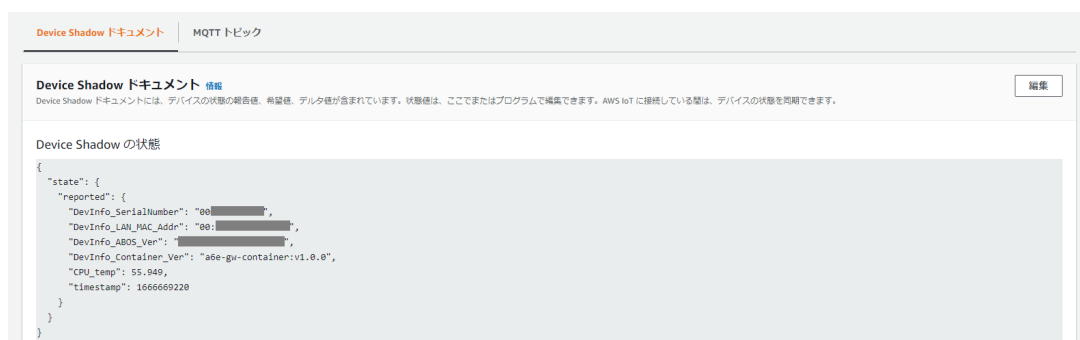 Device Shadow ドキュメント
MQTT トピック
Device Shadow ドキュメント 情報
編集
Device Shadow ドキュメントには、デバイスの状態の報告値、希望値、デルタ値が含まれています。状態値は、ここでまたはプログラムで編集できます。AWS IoT に接続している間は、デバイスの状態を同期できます。
Device Shadow の状態
{
"state": {
"reported": {
"DevInfo_SerialNumber": "00 ",
"DevInfo_LAN_MAC_Addr": "00: ",
"DevInfo_ABOS_Ver": " ",
"DevInfo_Container_Ver": "a6e-gw-container:v1.0.0",
"CPU_temp": 55.949,
"timestamp": 1666669220
}
}
}